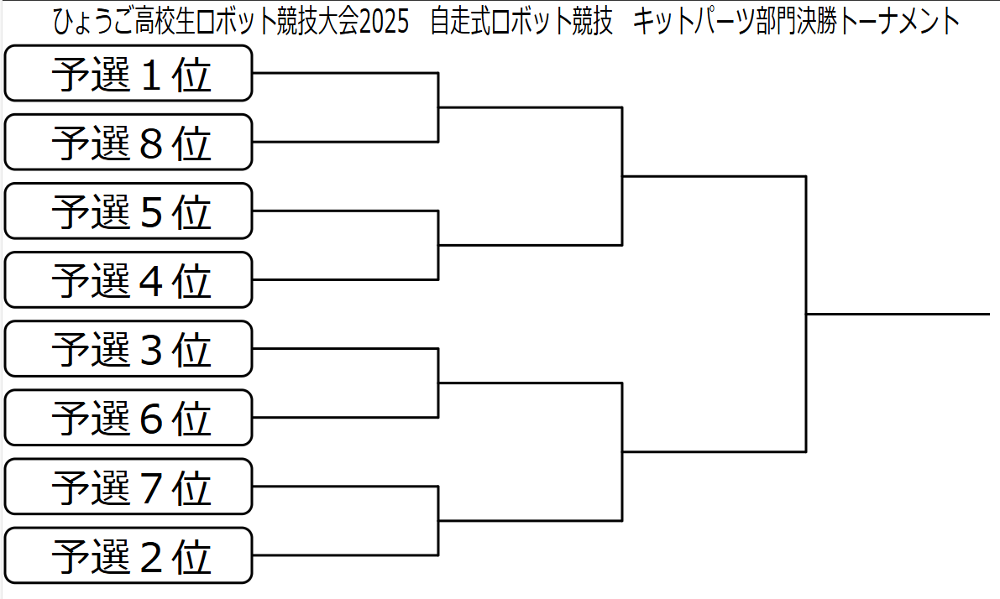 ひょうご高校生ロボット競技大会2025　自走式ロボット競技　キットパーツ部門決勝トーナメント
予選１位
予選８位
予選５位
予選４位
予選３位
予選６位
予選７位
予選２位